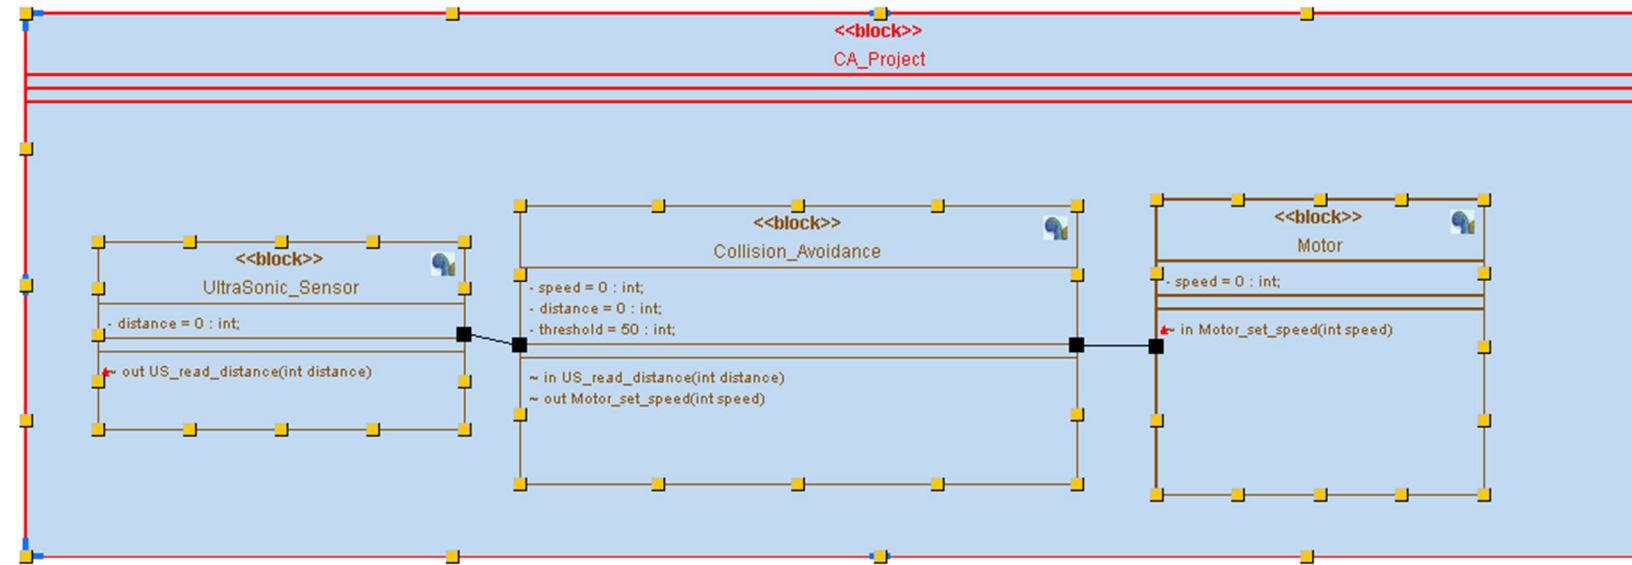 <<block>>
CA_Project
<<block>>
UltraSonic_Sensor
- distance = 0 : int;
~ out US_read_distance(int distance)
<<block>>
Collision_Avoidance
- speed = 0 : int;
- distance = 0 : int;
- threshold = 50 : int;
~ in US_read_distance(int distance)
~ out Motor_set_speed(int speed)
<<block>>
Motor
- speed = 0 : int;
~ in Motor_set_speed(int speed)